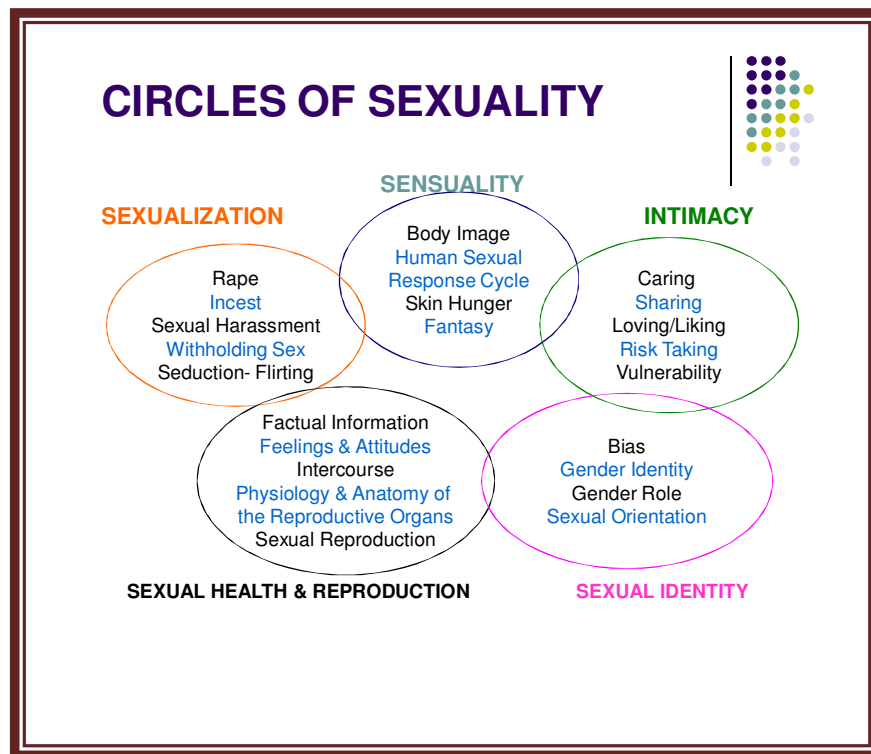 CIRCLES OF SEXUALITY
SENSUALITY
Body Image
Human Sexual
Response Cycle
Skin Hunger
Fantasy
SEXUALIZATION
Rape
Incest
Sexual Harassment
Withholding Sex
Seduction- Flirting
INTIMACY
Caring
Sharing
Loving/Liking
Risk Taking
Vulnerability
Factual Information
Feelings & Attitudes
Intercourse
Physiology & Anatomy of
the Reproductive Organs
Sexual Reproduction
SEXUAL HEALTH & REPRODUCTION
Bias
Gender Identity
Gender Role
Sexual Orientation
SEXUAL IDENTITY